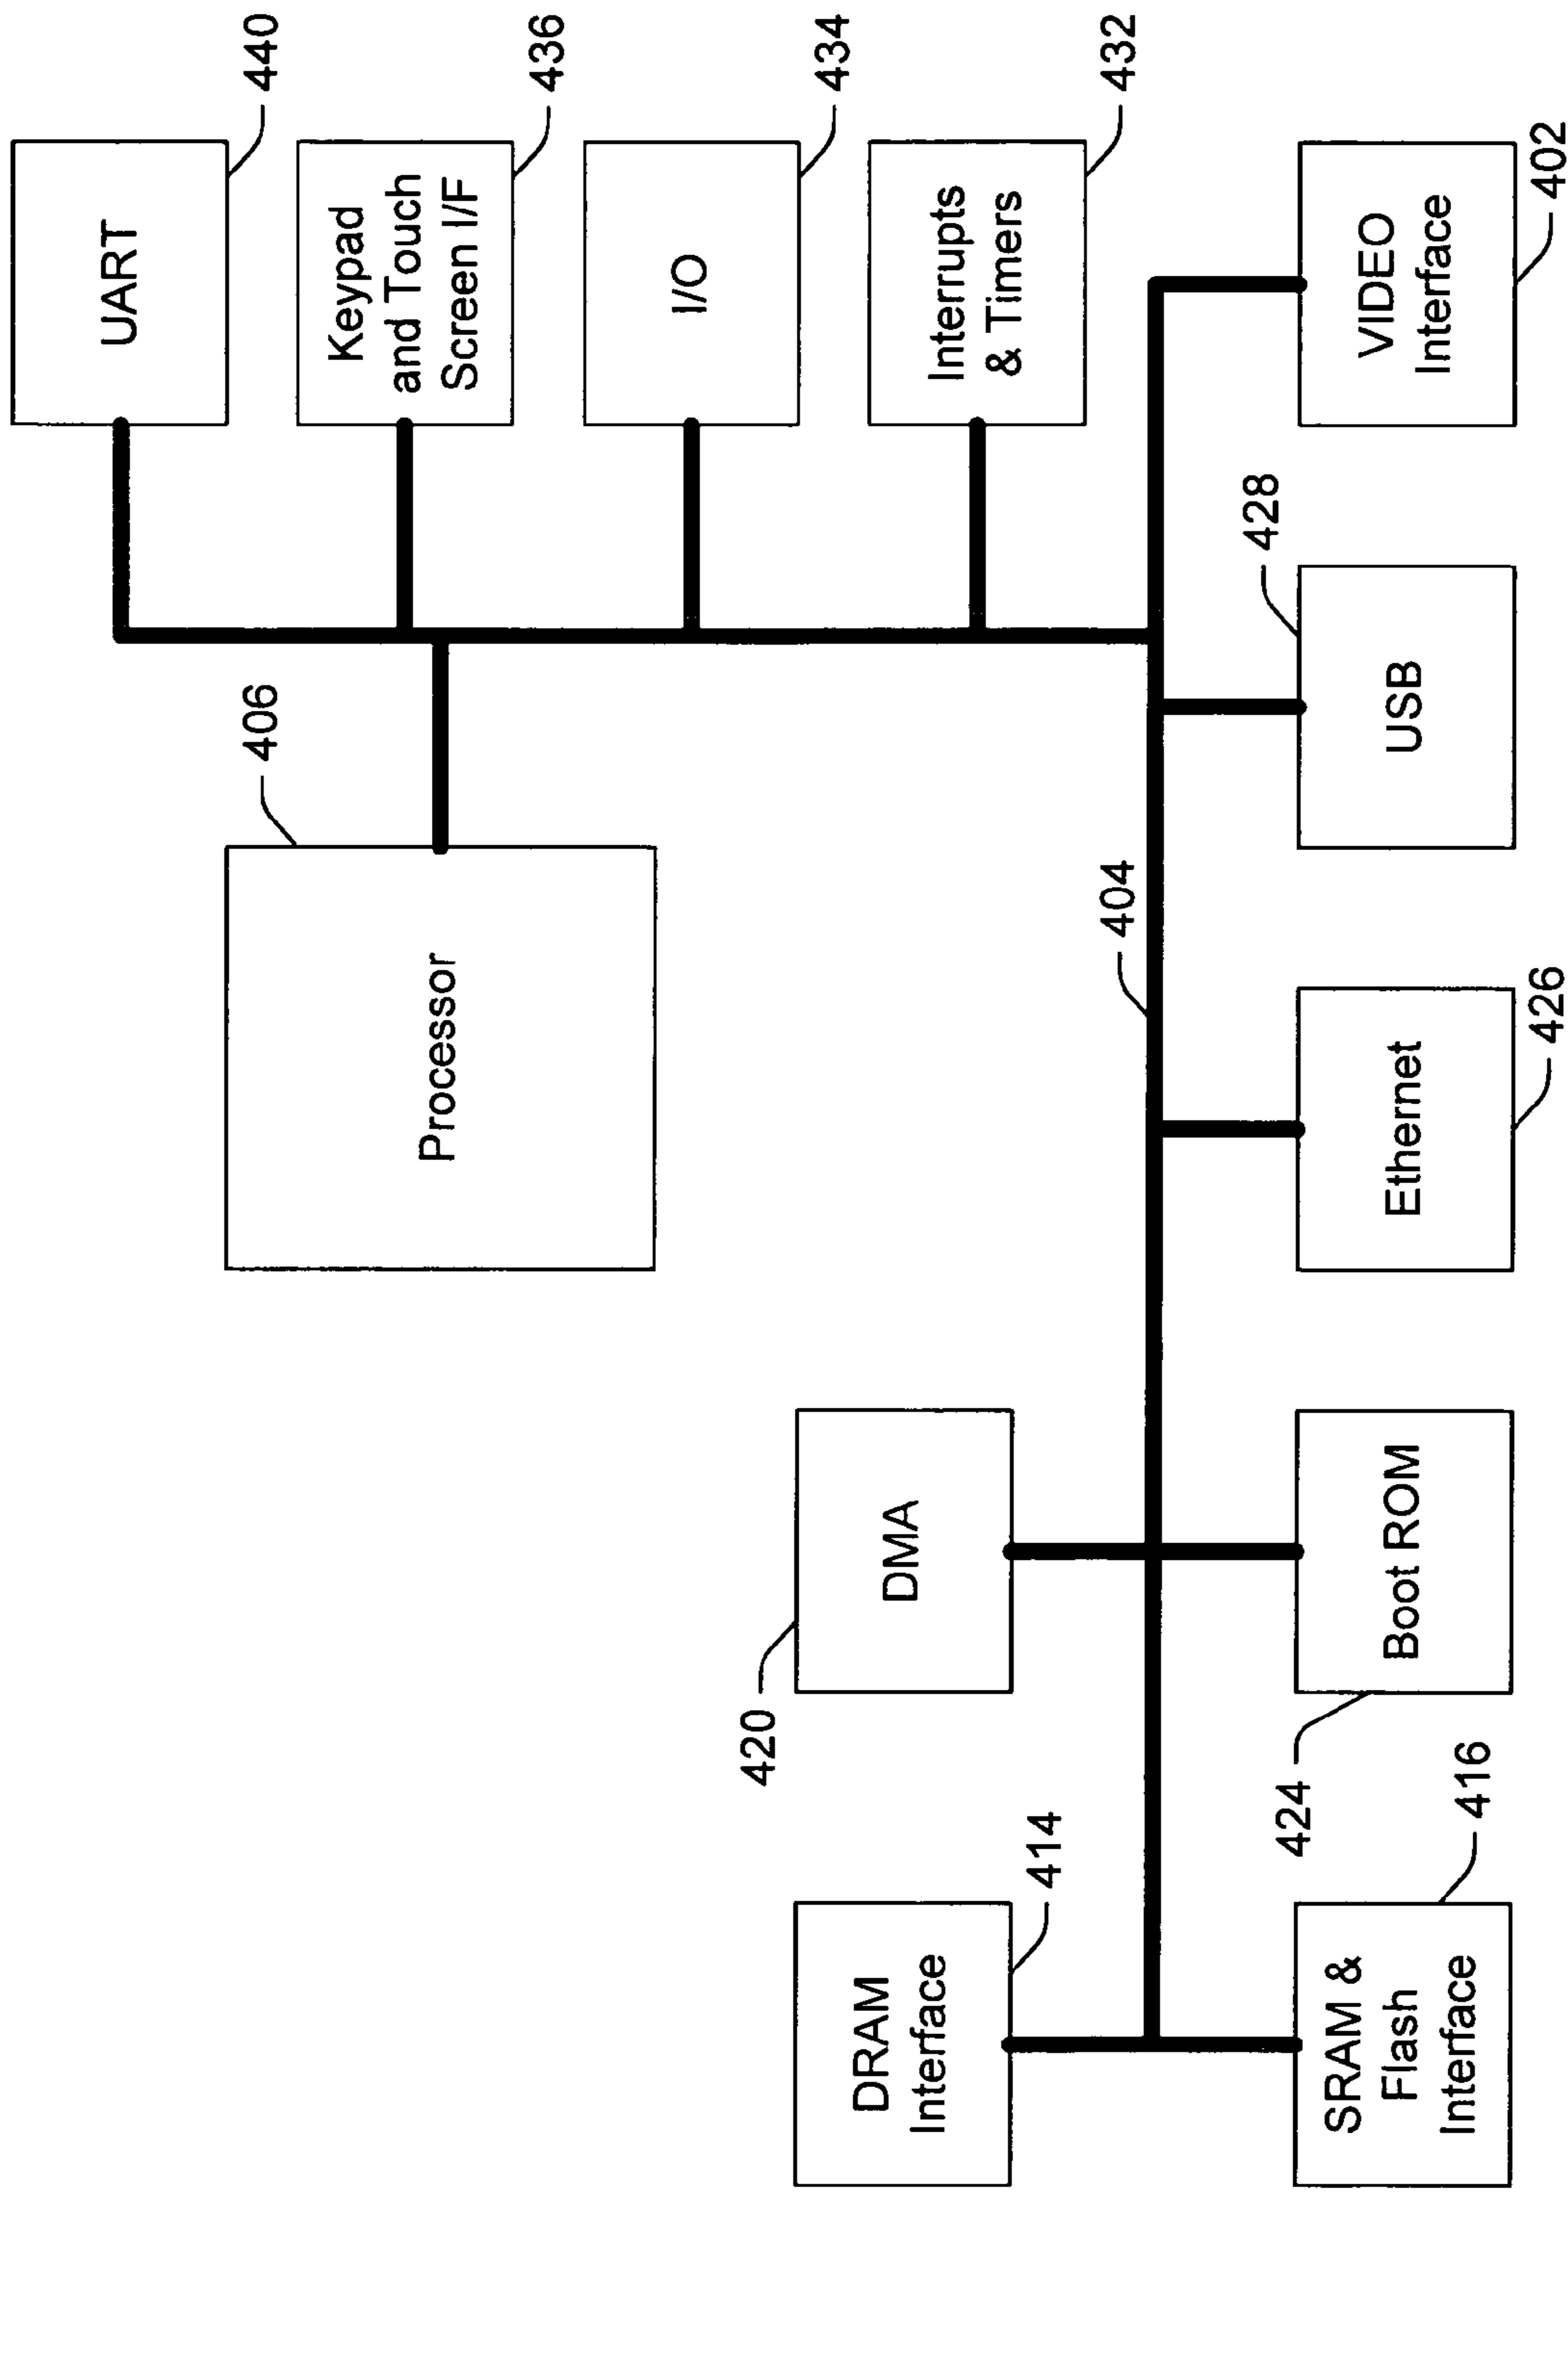 UART
440
Keypad
and Touch
Screen I/F
436
I/O
434
Interrupts
& Timers
432
Processor
406
404
VIDEO
Interface
402
USB
428
Ethernet
426
DMA
420
Boot ROM
424
DRAM
Interface
414
SRAM &
Flash
Interface
416